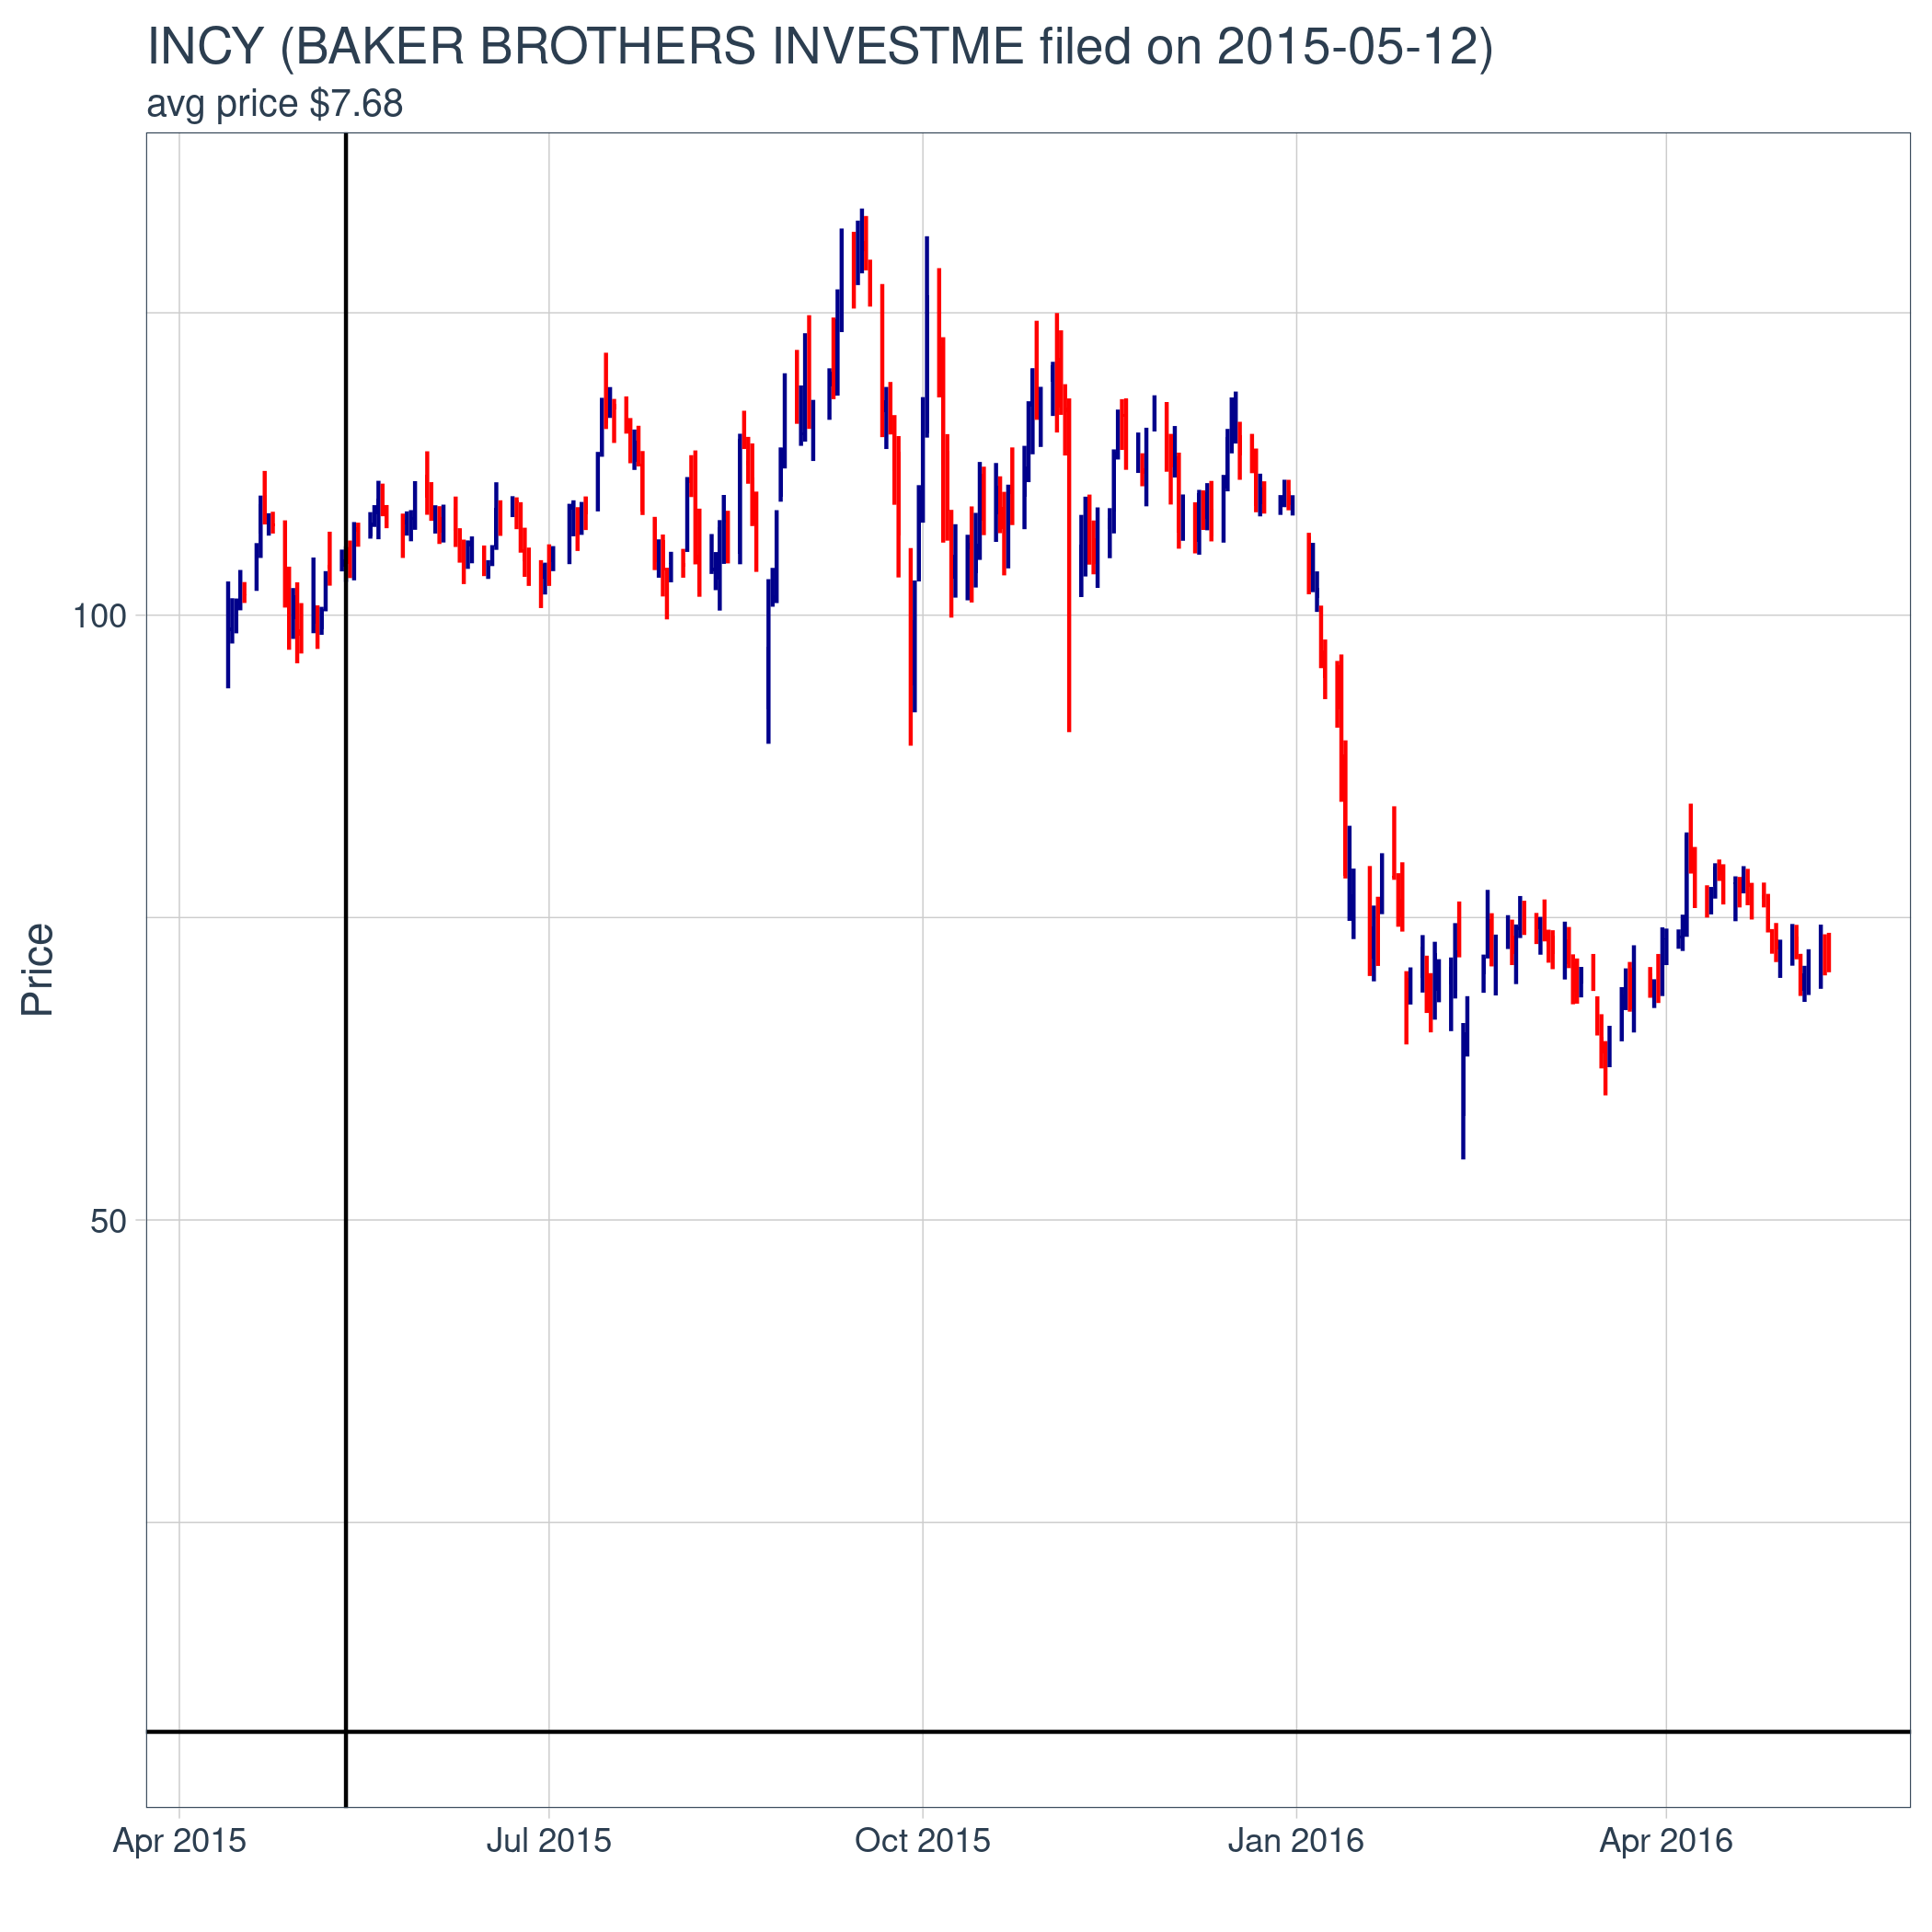 INCY (BAKER BROTHERS INVESTME filed on 2015-05-12)
avg price $7.68
Price
100
50
Apr 2015
Jul 2015
Oct 2015
Jan 2016
Apr 2016